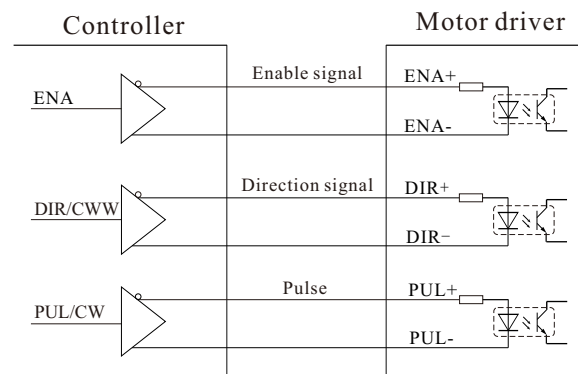 Controller
Motor driver
Enable signal
ENA+
ENA
ENA-
Direction signal
DIR+
DIR/CWW
DIR−
Pulse
PUL+
PUL/CW
PUL-